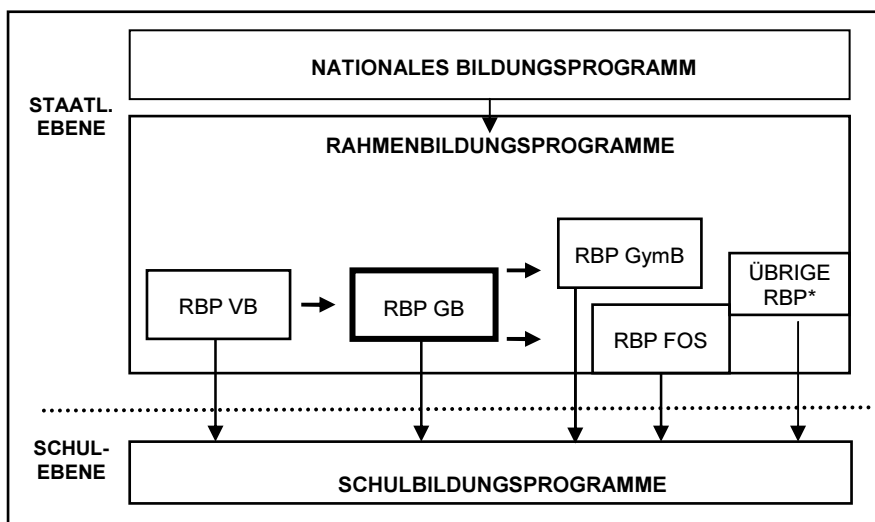 NATIONALES BILDUNGSPROGRAMM
STAATL.
EBENE
RAHMENBILDUNGSPROGRAMME
RBP VB
RBP GB
RBP GymB
RBP FOS
ÜBRIGE
RBP*
SCHUL-
EBENE
SCHULBILDUNGSPROGRAMME